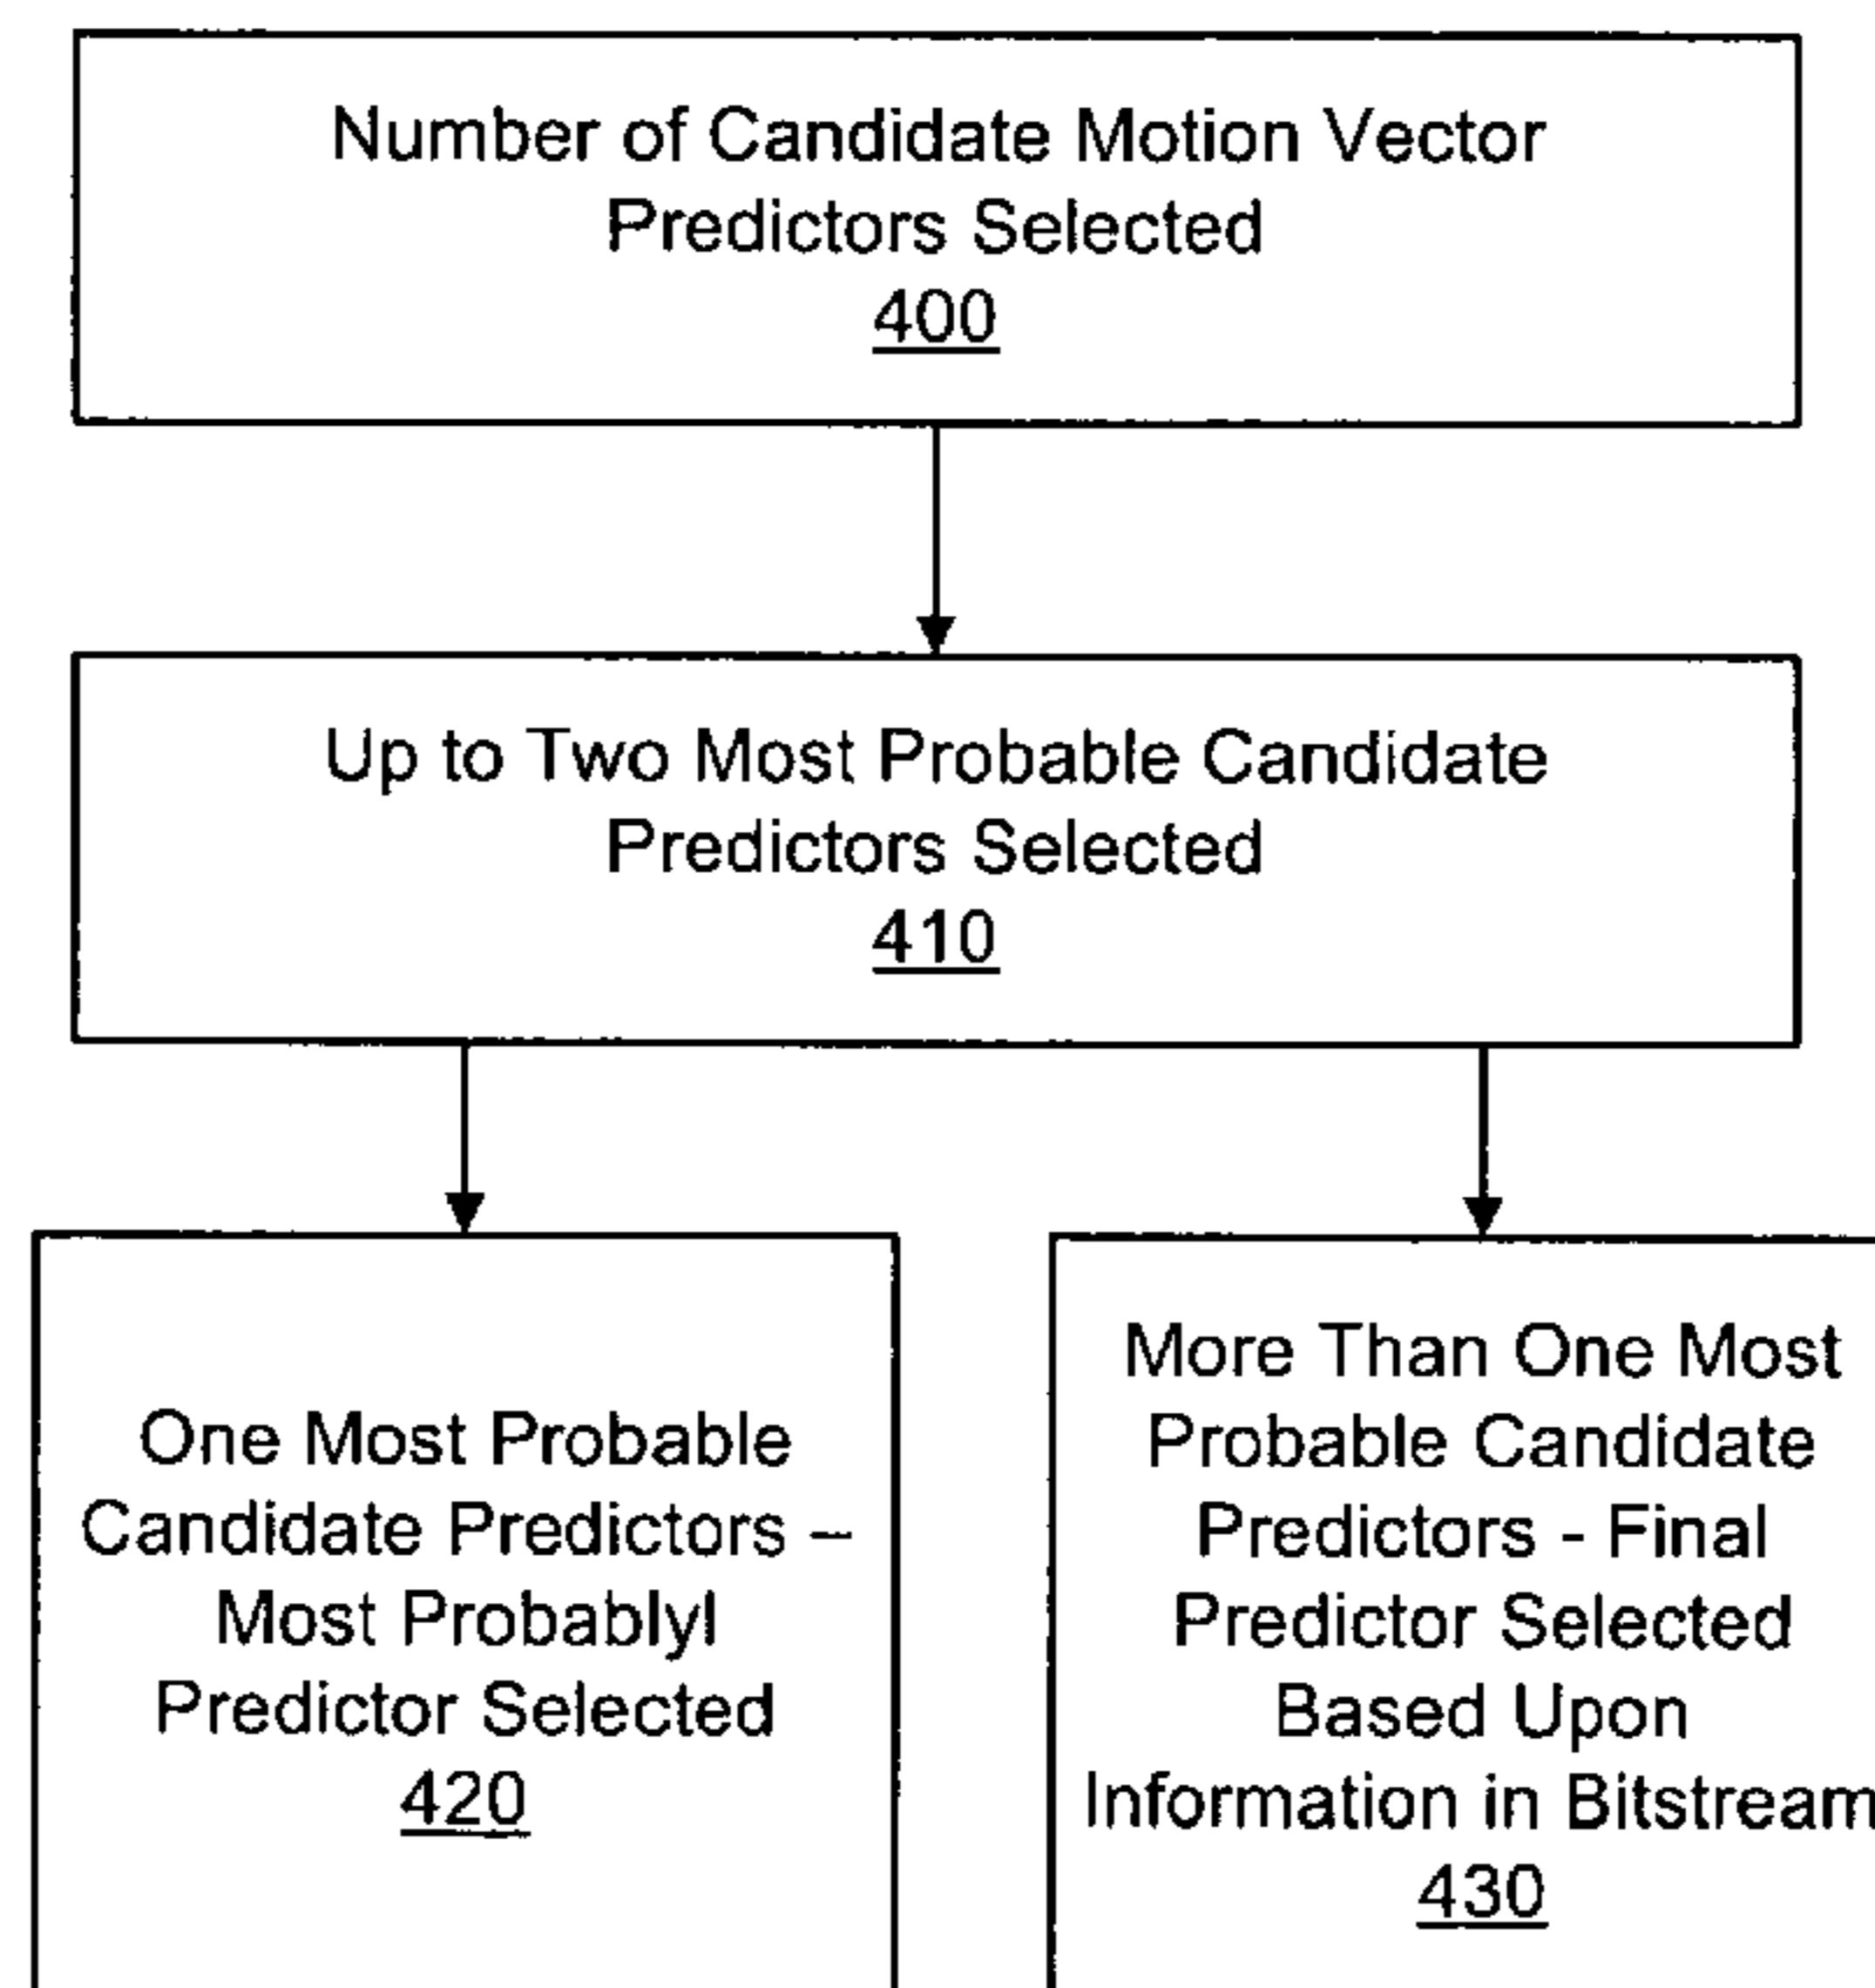 Number of Candidate Motion Vector
Predictors Selected
400
Up to Two Most Probable Candidate
Predictors Selected
410
One Most Probable
Candidate Predictors –
Most Probablyl
Predictor Selected
420
More Than One Most
Probable Candidate
Predictors - Final
Predictor Selected
Based Upon
Information in Bitstream
430